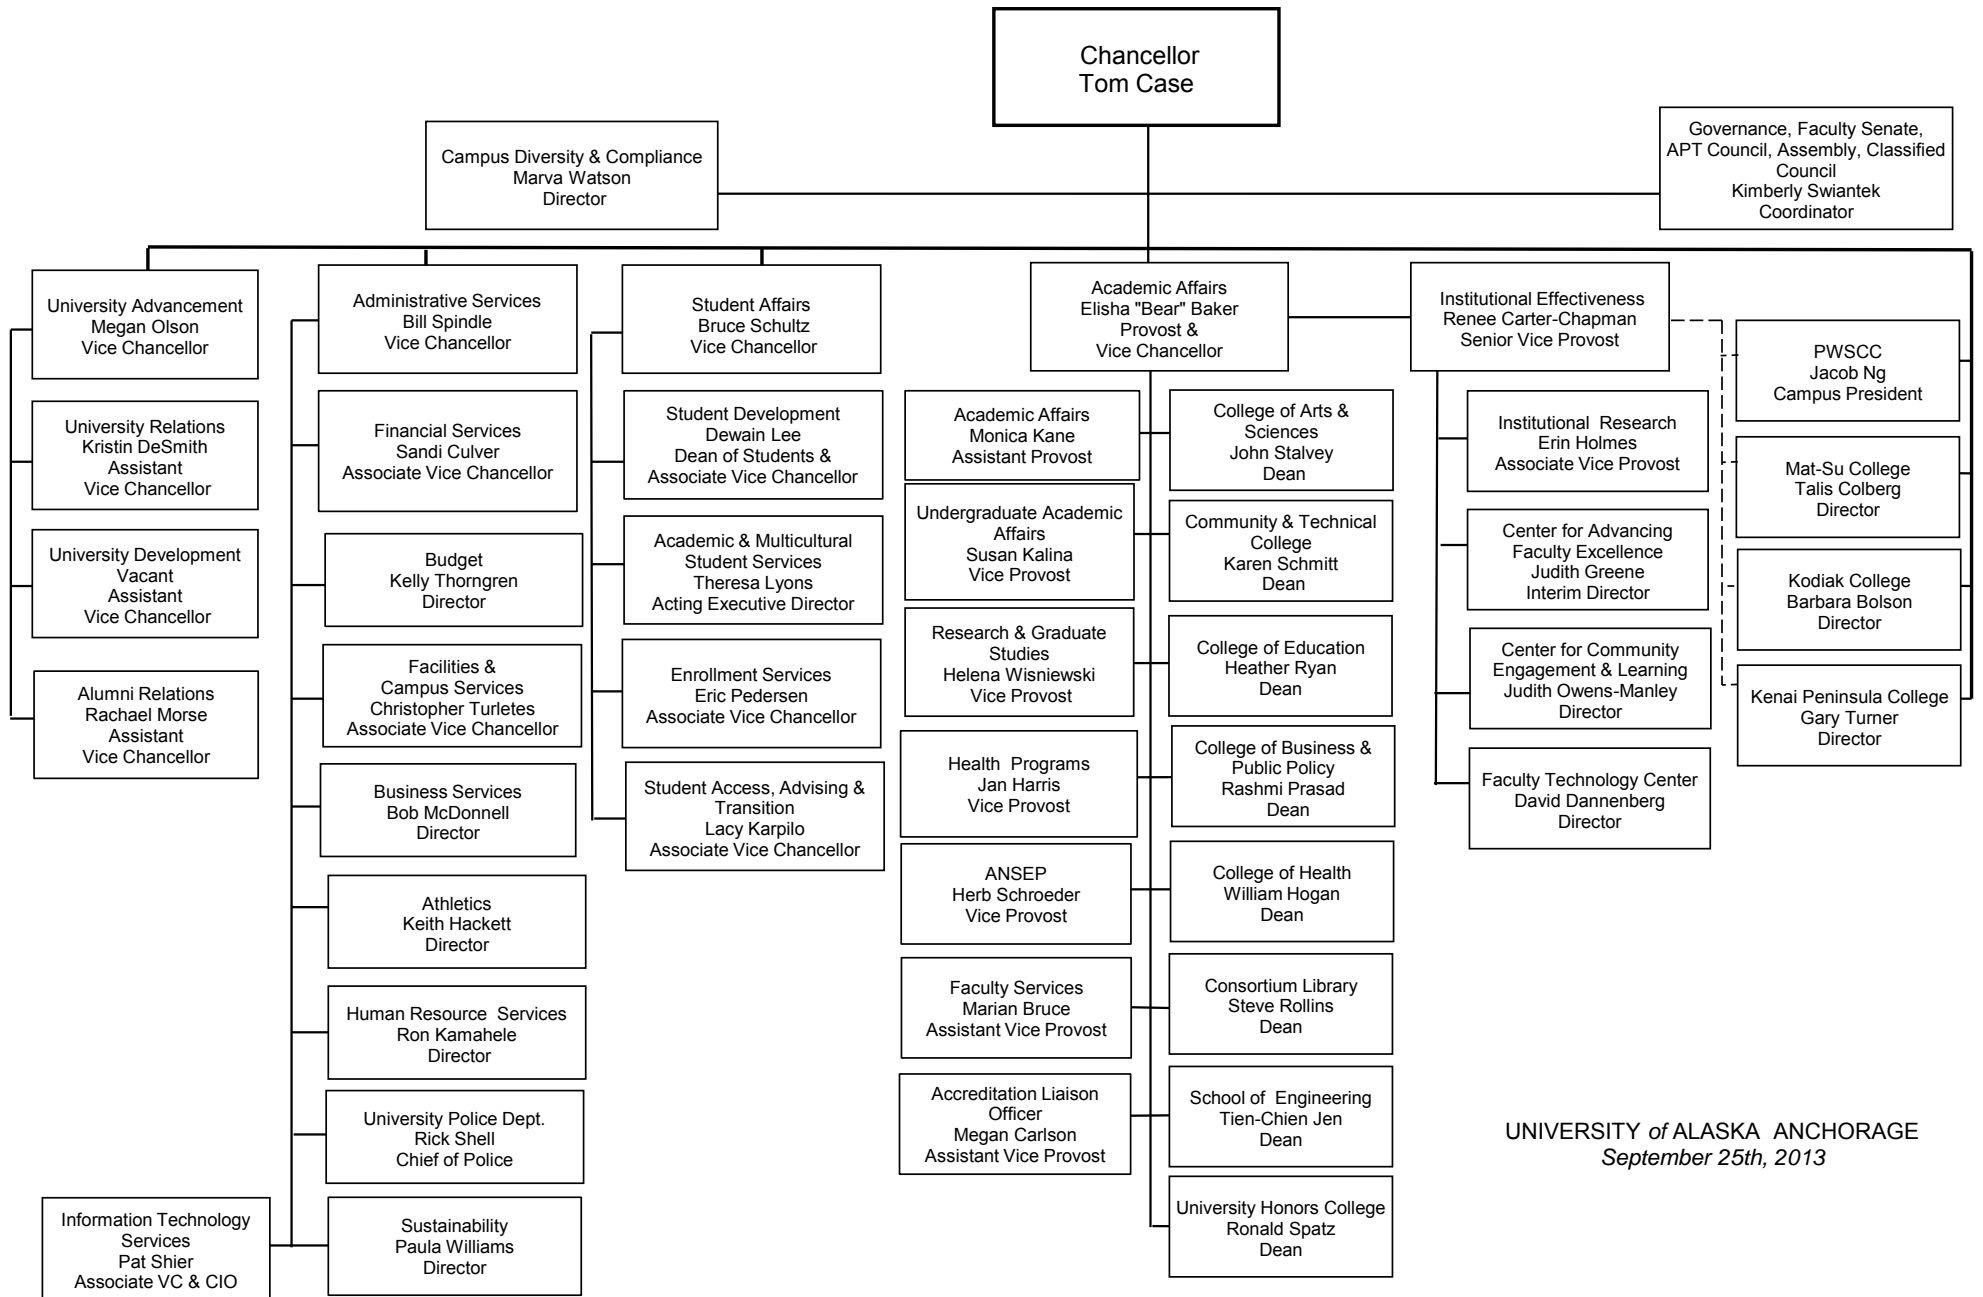 Chancellor
Tom Case
Campus Diversity & Compliance
Marva Watson
Director
Governance, Faculty Senate,
APT Council, Assembly, Classified
Council
Kimberly Swiantek
Coordinator
University Advancement
Megan Olson
Vice Chancellor
University Relations
Kristin DeSmith
Assistant
Vice Chancellor
University Development
Vacant
Assistant
Vice Chancellor
Alumni Relations
Rachael Morse
Assistant
Vice Chancellor
Administrative Services
Bill Spindle
Vice Chancellor
Financial Services
Sandi Culver
Associate Vice Chancellor
Budget
Kelly Thorngren
Director
Facilities &
Campus Services
Christopher Turletes
Associate Vice Chancellor
Business Services
Bob McDonnell
Director
Athletics
Keith Hackett
Director
Human Resource Services
Ron Kamahele
Director
University Police Dept.
Rick Shell
Chief of Police
Information Technology
Services
Pat Shier
Associate VC & CIO
Sustainability
Paula Williams
Director
Student Affairs
Bruce Schultz
Vice Chancellor
Student Development
Dewain Lee
Dean of Students &
Associate Vice Chancellor
Academic & Multicultural
Student Services
Theresa Lyons
Acting Executive Director
Enrollment Services
Eric Pedersen
Associate Vice Chancellor
Student Access, Advising &
Transition
Lacy Karpilo
Associate Vice Chancellor
Academic Affairs
Elisha "Bear" Baker
Provost &
Vice Chancellor
Academic Affairs
Monica Kane
Assistant Provost
Undergraduate Academic
Affairs
Susan Kalina
Vice Provost
Research & Graduate
Studies
Helena Wisniewski
Vice Provost
Health Programs
Jan Harris
Vice Provost
ANSEP
Herb Schroeder
Vice Provost
Faculty Services
Marian Bruce
Assistant Vice Provost
Accreditation Liaison
Officer
Megan Carlson
Assistant Vice Provost
College of Arts &
Sciences
John Stalvey
Dean
Community & Technical
College
Karen Schmitt
Dean
College of Education
Heather Ryan
Dean
College of Business &
Public Policy
Rashmi Prasad
Dean
College of Health
William Hogan
Dean
Consortium Library
Steve Rollins
Dean
School of Engineering
Tien-Chien Jen
Dean
University Honors College
Ronald Spatz
Dean
Institutional Effectiveness
Renee Carter-Chapman
Senior Vice Provost
Institutional Research
Erin Holmes
Associate Vice Provost
Center for Advancing
Faculty Excellence
Judith Greene
Interim Director
Center for Community
Engagement & Learning
Judith Owens-Manley
Director
Faculty Technology Center
David Dannenberg
Director
PWSCC
Jacob Ng
Campus President
Mat-Su College
Talis Colberg
Director
Kodiak College
Barbara Bolson
Director
Kenai Peninsula College
Gary Turner
Director
UNIVERSITY of ALASKA ANCHORAGE
September 25th, 2013